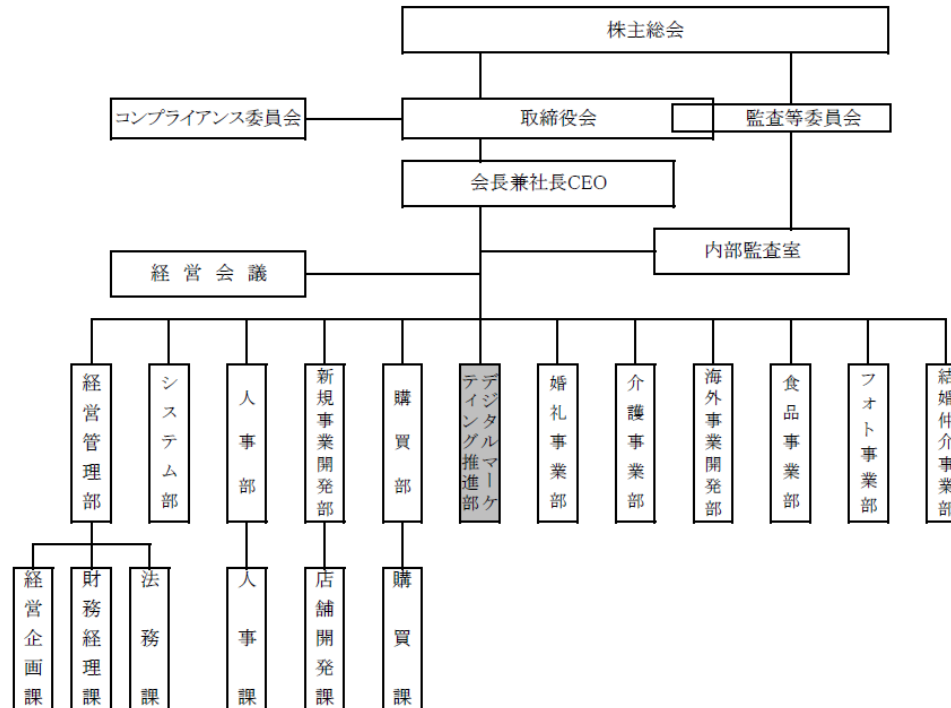 株主総会
コンプライアンス委員会
取締役会
監査等委員会
会長兼社長CEO
内部監査室
経営会議
経営管理部
システム部
人事部
新規事業開発部
購買部
デジタルマーケ
ティング推進部
婚礼事業部
介護事業部
海外事業開発部
食品事業部
フォト事業部
結婚仲介事業部
経営企画課
財務経理課
法務課
人事課
店舗開発課
購買課